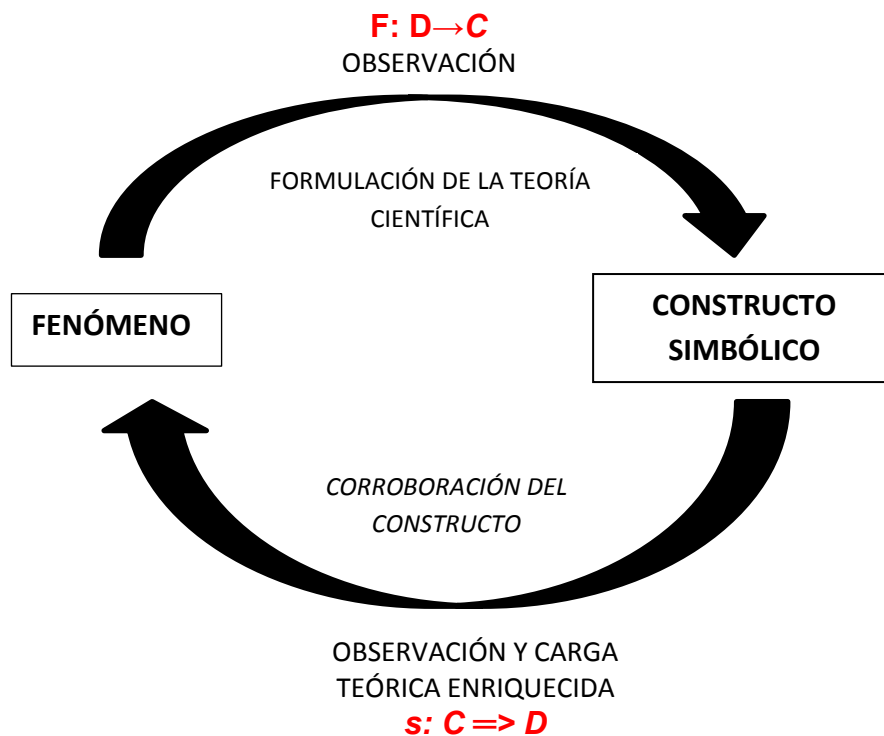 F: D→C
OBSERVACIÓN
FORMULACIÓN DE LA TEORÍA
CIENTÍFICA
FENÓMENO
CONSTRUCTO
SIMBÓLICO
CORROBORACIÓN DEL
CONSTRUCTO
OBSERVACIÓN Y CARGA
TEÓRICA ENRIQUECIDA
s: C => D